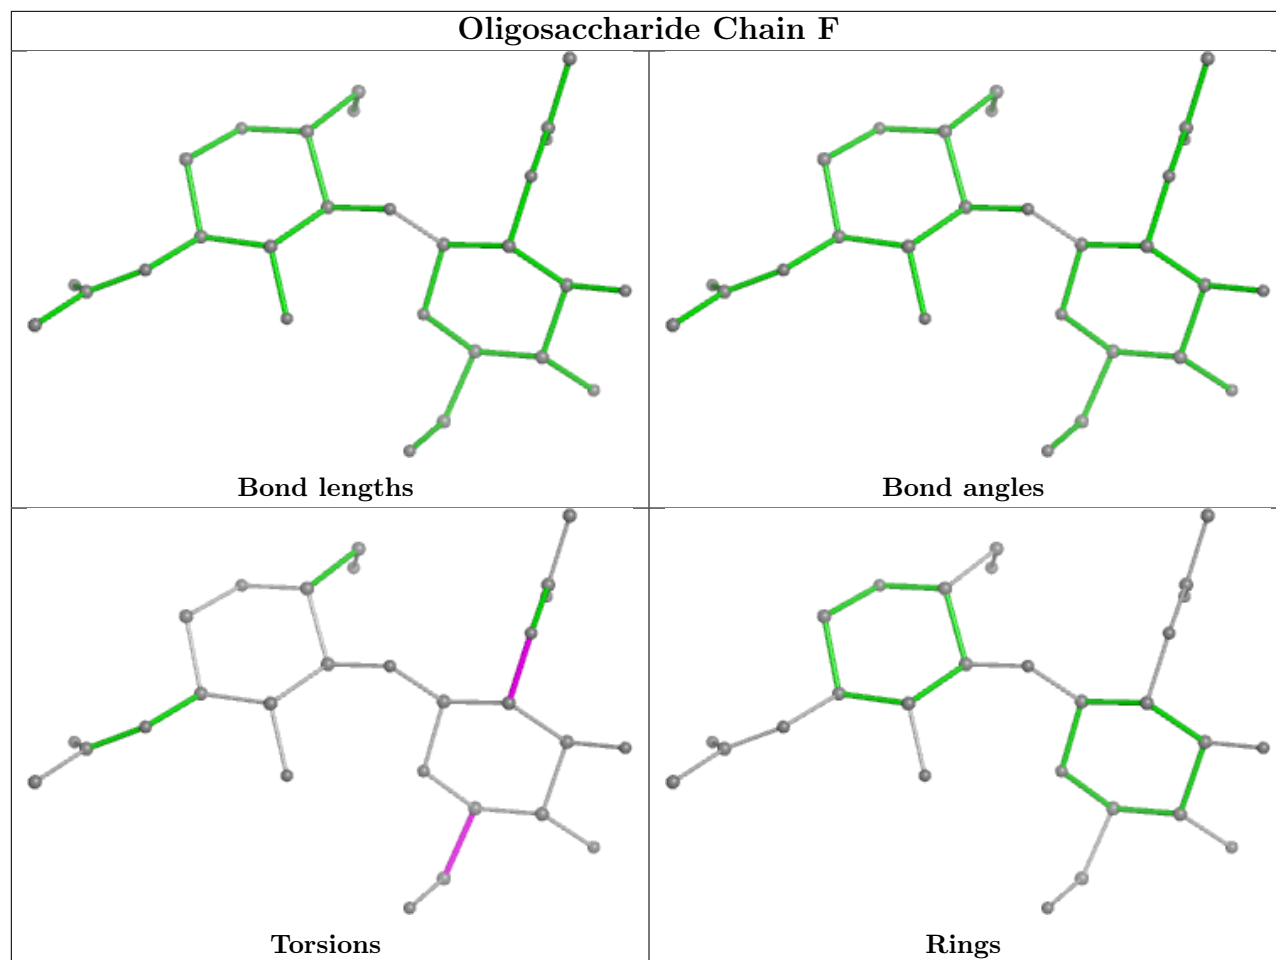 Oligosaccharide Chain F
Bond lengths
Bond angles
Torsions
Rings